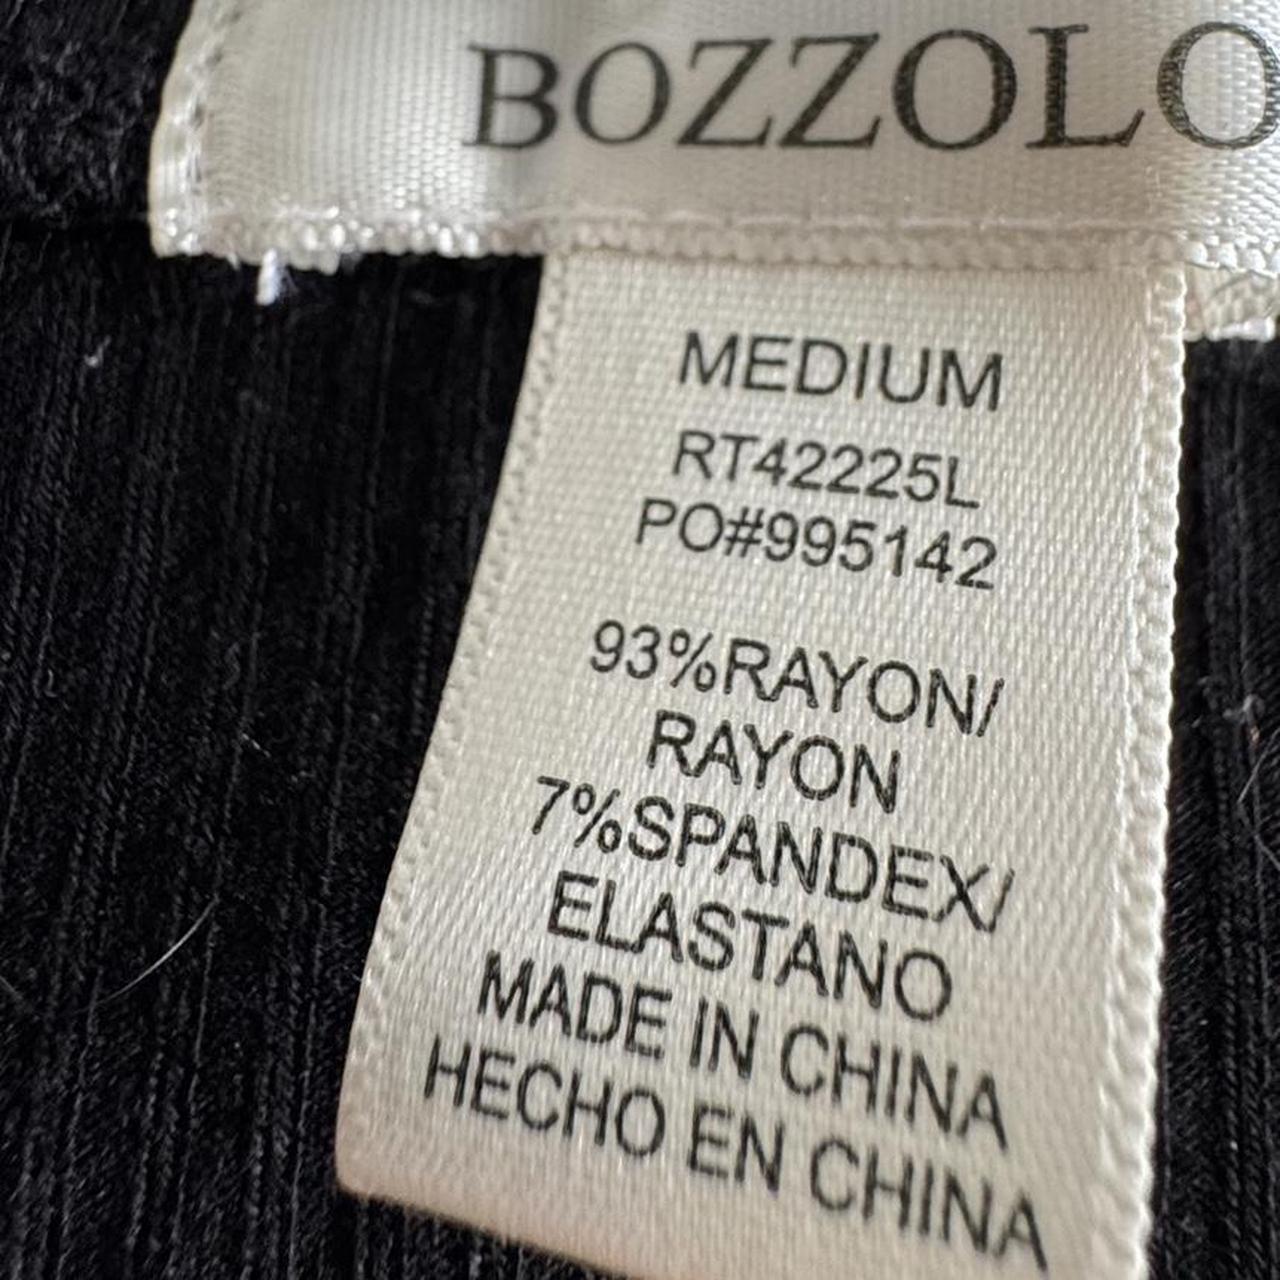 BOZZOLO
MEDIUM
RT42225L
PO#995142
93%RAYON/
RAYON
7%SPANDEX/
ELASTANO
MADE IN CHINA
HECHO EN CHINA